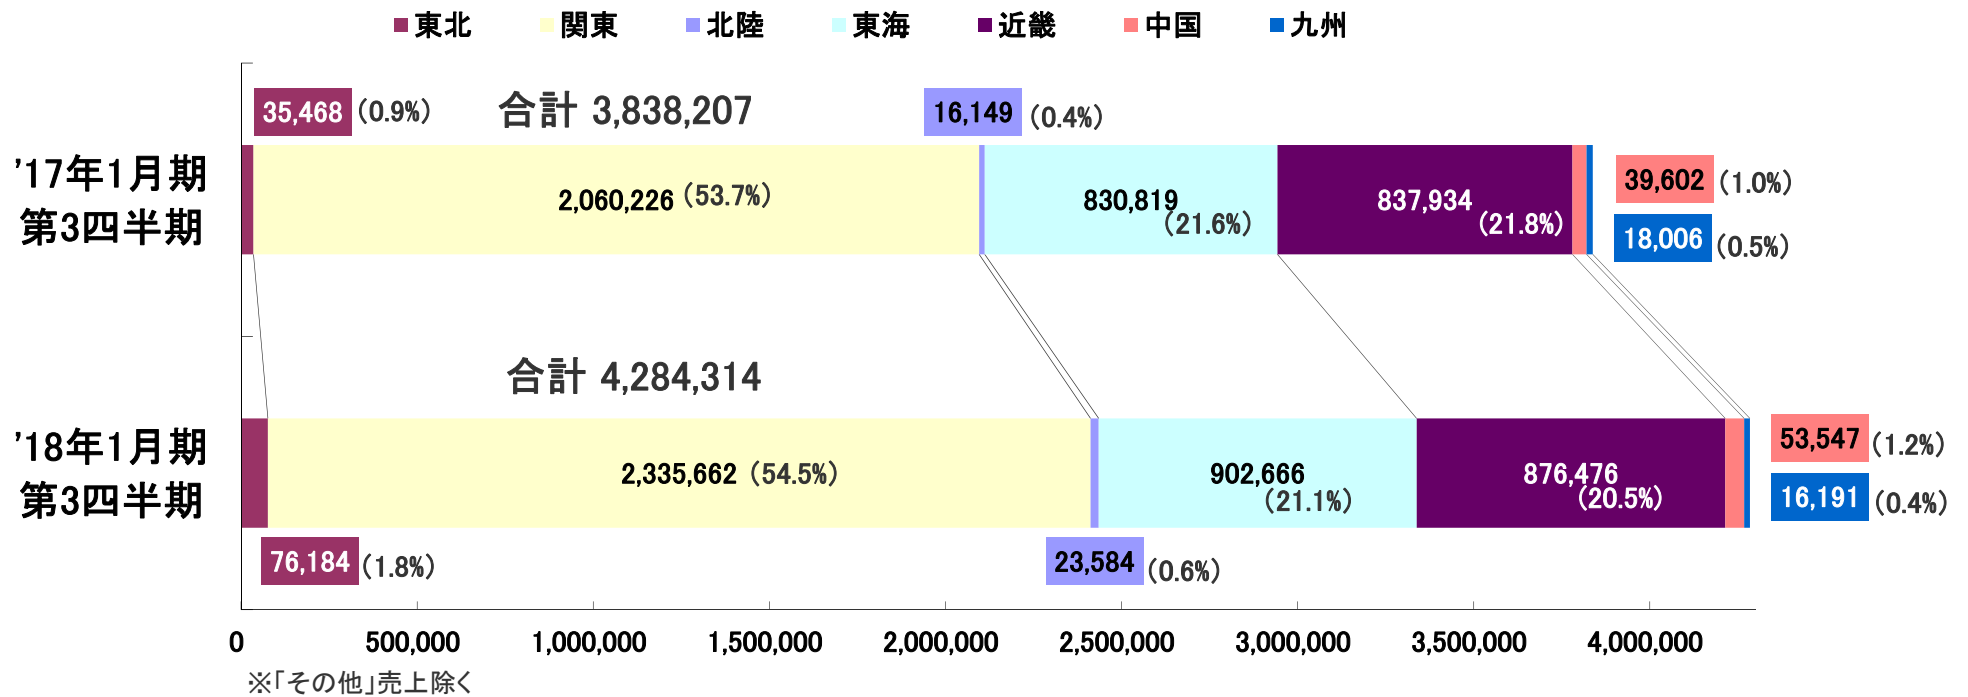 東北 関東 北陸 東海 近畿 中国 九州
35,468 (0.9%) 合計 3,838,207 16,149 (0.4%)
'17年1月期
第3四半期
2,060,226 (53.7%) 830,819 (21.6%) 837,934 (21.8%)
39,602 (1.0%)
18,006 (0.5%)
合計 4,284,314
'18年1月期
第3四半期
2,335,662 (54.5%) 902,666 (21.1%) 876,476 (20.5%)
53,547 (1.2%)
16,191 (0.4%)
76,184 (1.8%) 23,584 (0.6%)
0 500,000 1,000,000 1,500,000 2,000,000 2,500,000 3,000,000 3,500,000 4,000,000
※「その他」売上除く